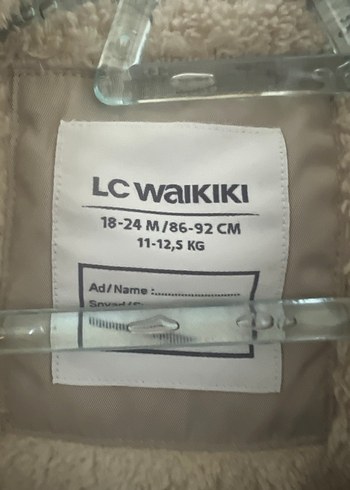 LC WAIKIKI
18-24 M/86-92 CM
11-12,5 KG
Ad/Name :....................